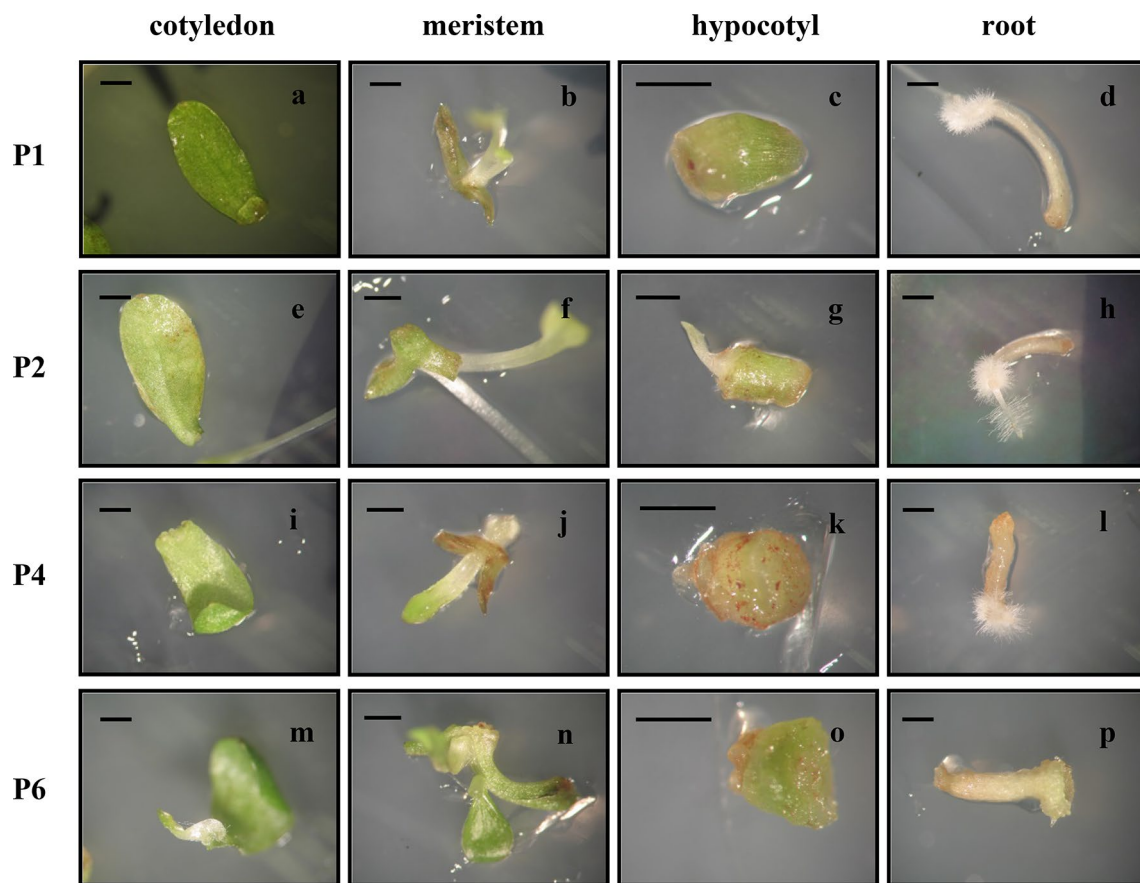 cotyledon meristem hypocotyl root
P1 a b c d
P2 e f g h
P4 i j k l
P6 m n o p